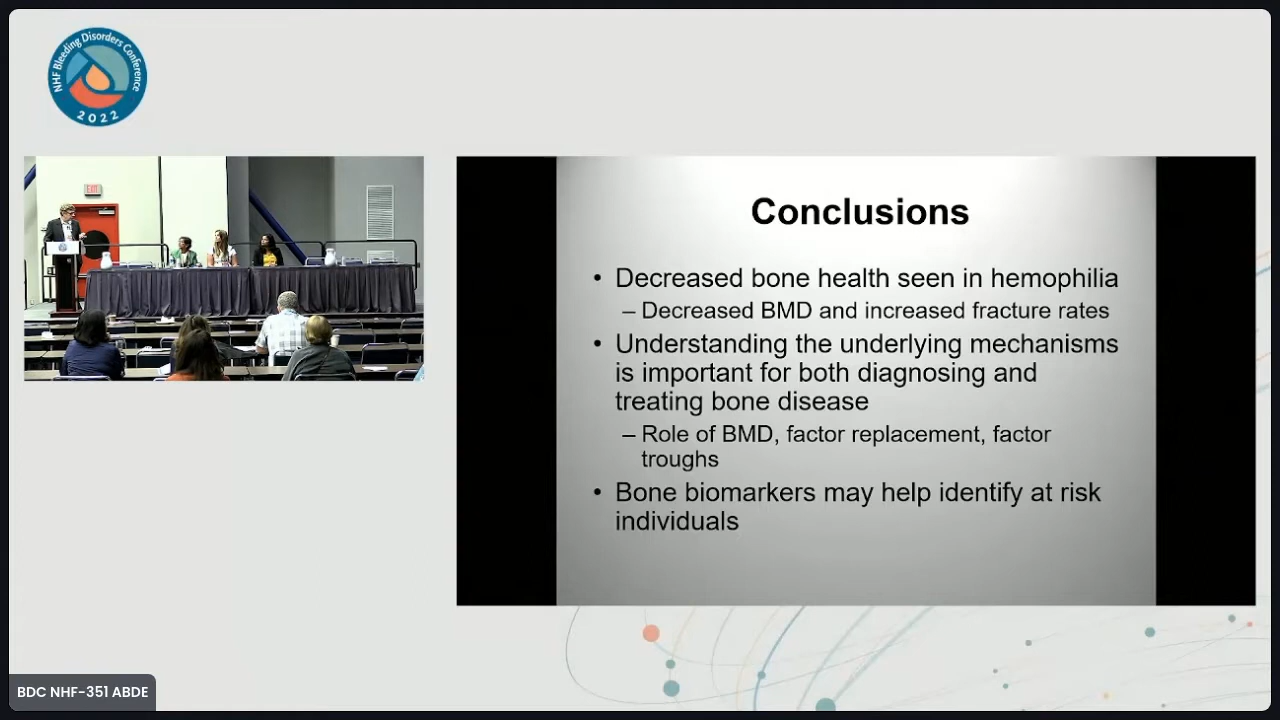 NHF Bleeding Disorders Conference
2022
EXIT
Conclusions
• Decreased bone health seen in hemophilia
– Decreased BMD and increased fracture rates
• Understanding the underlying mechanisms
is important for both diagnosing and
treating bone disease
– Role of BMD, factor replacement, factor
troughs
• Bone biomarkers may help identify at risk
individuals
BDC NHF-351 ABDE